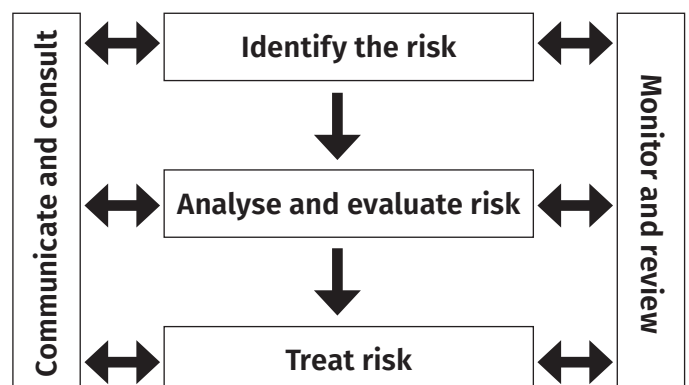 Communicate and consult
Identify the risk
Analyse and evaluate risk
Treat risk
Monitor and review